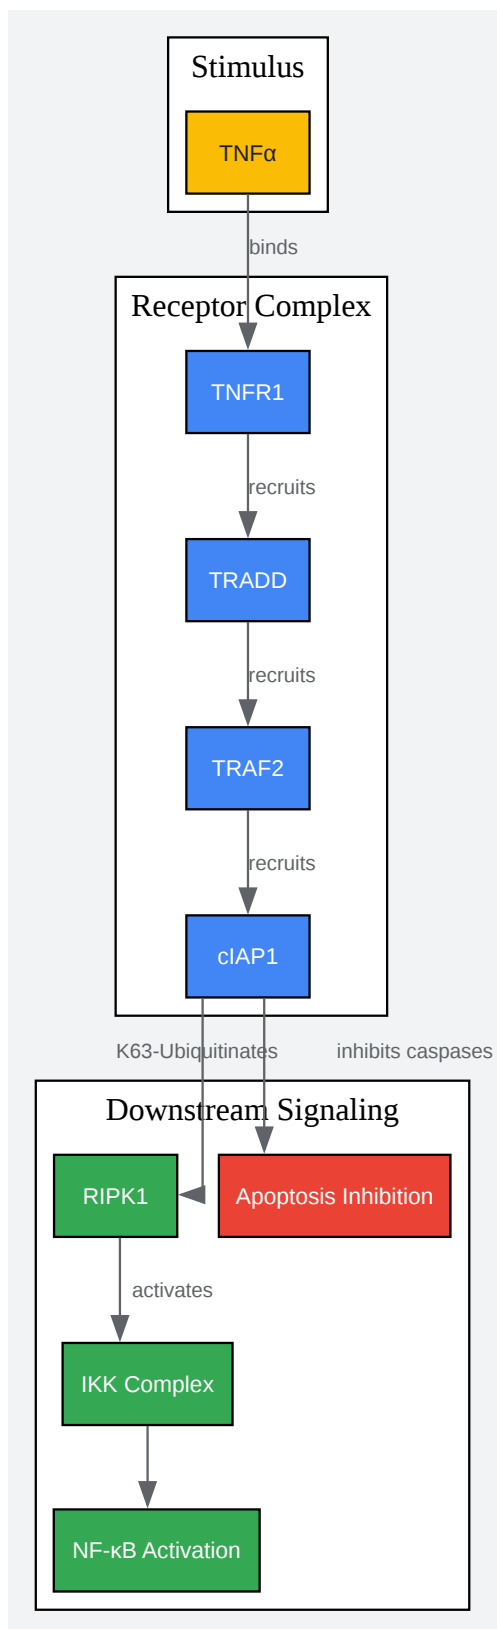 Stimulus
TNFα
binds
Receptor Complex
TNFR1
recruits
TRADD
recruits
TRAF2
recruits
cIAP1
K63-Ubiquitinates
inhibits caspases
Downstream Signaling
RIPK1
Apoptosis Inhibition
activates
IKK Complex
NF-κB Activation